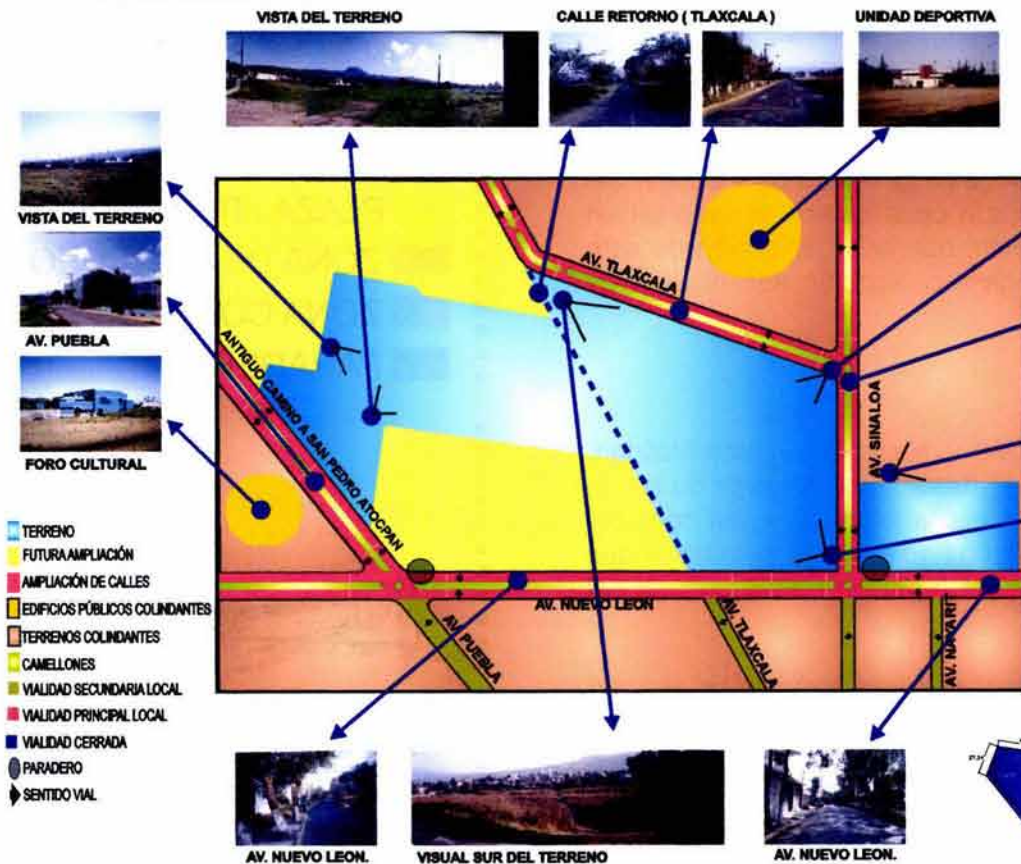 VISTA DEL TERRENO
CALLE RETORNO ( TLAXCALA )
UNIDAD DEPORTIVA
VISTA DEL TERRENO
AV. PUEBLA
FORO CULTURAL
AV. TLAXCALA
ANTIGUO CAMINO A SAN PEDRO ATOCPAN
AV. SINALOA
AV. NUEVO LEON
AV. PUEBLA
AV. TLAXCALA
AV. NAVARIT
TERRENO
FUTURA AMPLIACIÓN
AMPLIACIÓN DE CALLES
EDIFICIOS PÚBLICOS COLINDANTES
TERRENOS COLINDANTES
CAMELLONES
VIALIDAD SECUNDARIA LOCAL
VIALIDAD PRINCIPAL LOCAL
VIALIDAD CERRADA
PARADERO
SENTIDO VIAL
AV. NUEVO LEON.
VISUAL SUR DEL TERRENO
AV. NUEVO LEON.